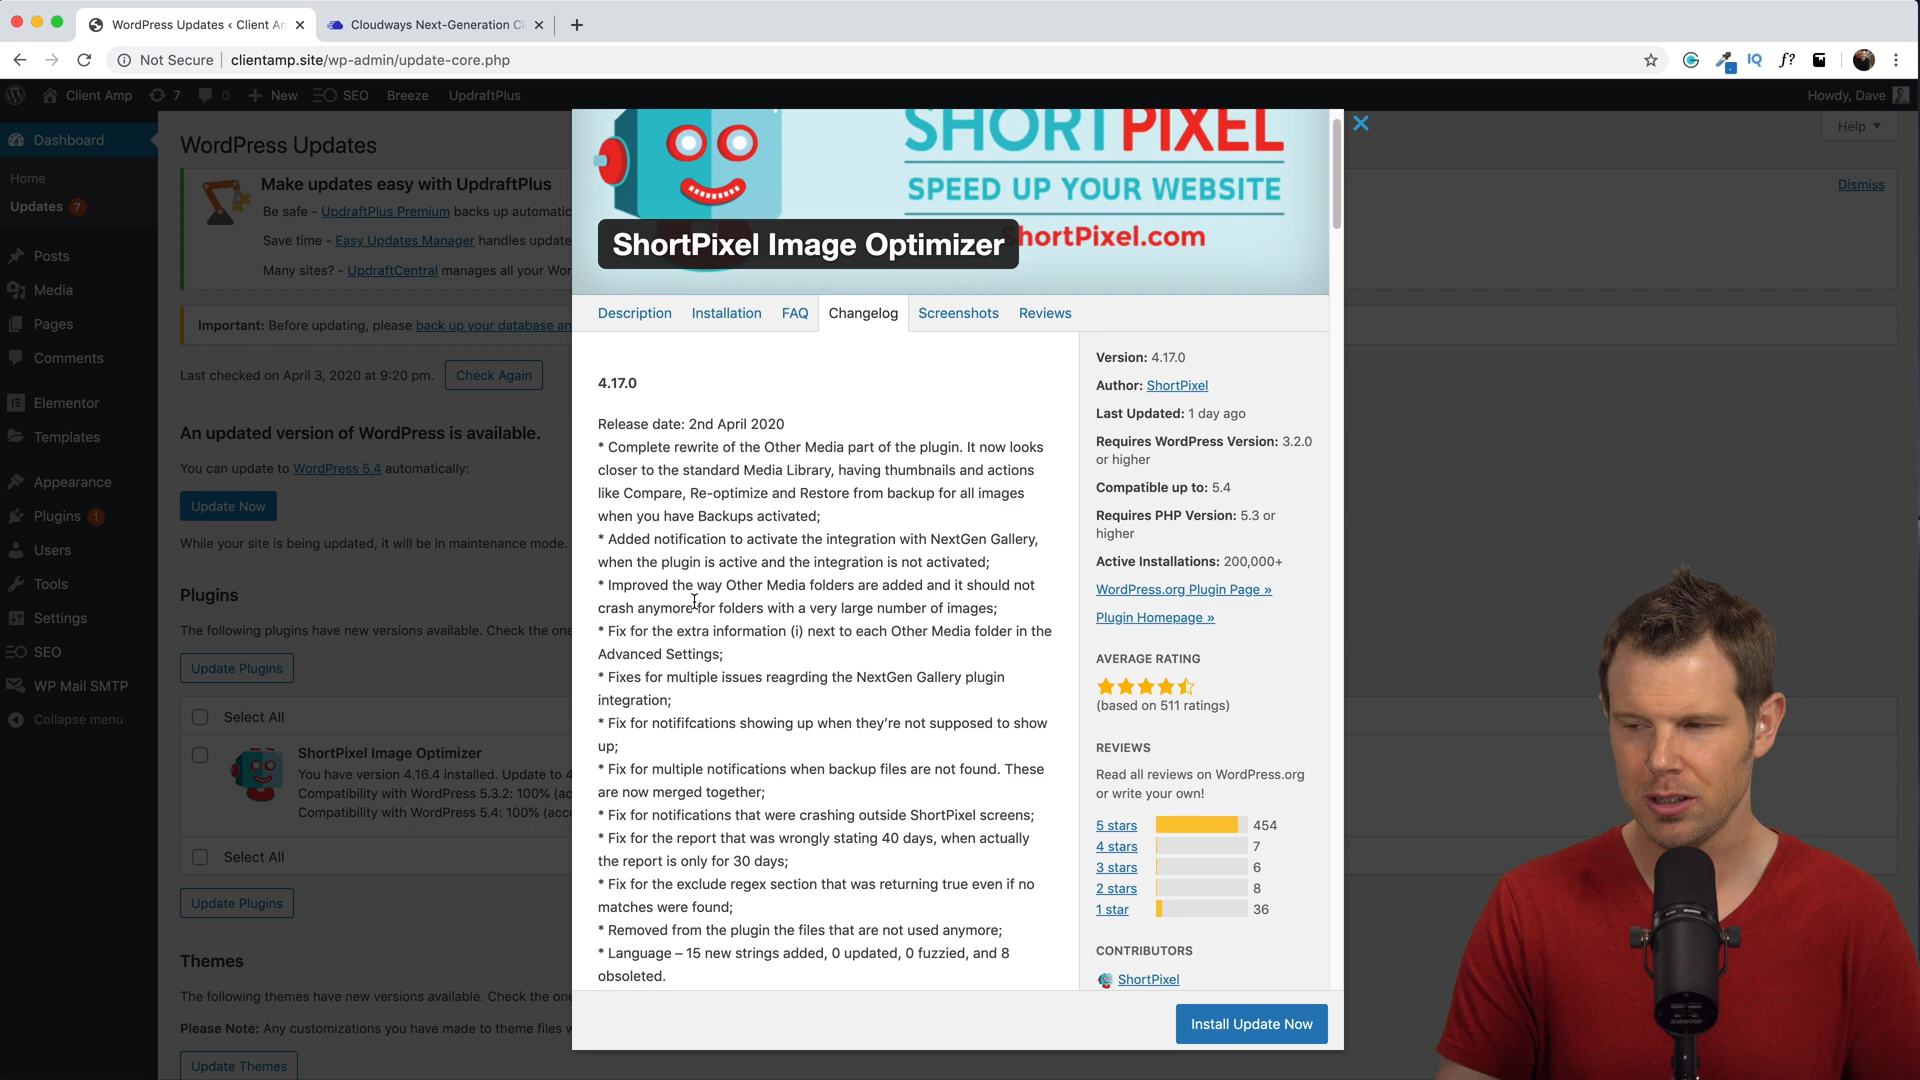 WordPress Updates ‹ Client Am
Cloudways Next-Generation Cl
Not Secure
clientamp.site/wp-admin/update-core.php
IQ
f?
Client Amp
7
0
New
SEO
Breeze
UpdraftPlus
Howdy, Dave
Dashboard
Home
Updates 7
Posts
Media
Pages
Comments
Elementor
Templates
Appearance
Plugins 1
Users
Tools
Settings
SEO
WP Mail SMTP
Collapse menu
WordPress Updates
Help
Make updates easy with UpdraftPlus
Dismiss
Be safe - UpdraftPlus Premium backs up automatic
Save time - Easy Updates Manager handles update
Many sites? - UpdraftCentral manages all your Wor
Important: Before updating, please back up your database an
Last checked on April 3, 2020 at 9:20 pm.
Check Again
An updated version of WordPress is available.
You can update to WordPress 5.4 automatically:
Update Now
While your site is being updated, it will be in maintenance mode.
Plugins
The following plugins have new versions available. Check the one
Update Plugins
Select All
ShortPixel Image Optimizer
You have version 4.16.4 installed. Update to 4
Compatibility with WordPress 5.3.2: 100% (acc
Compatibility with WordPress 5.4: 100% (acco
Select All
Update Plugins
Themes
The following themes have new versions available. Check the one
Please Note: Any customizations you have made to theme files w
Update Themes
SHORTPIXEL
SPEED UP YOUR WEBSITE
hortPixel.com
ShortPixel Image Optimizer
Description
Installation
FAQ
Changelog
Screenshots
Reviews
4.17.0
Release date: 2nd April 2020
* Complete rewrite of the Other Media part of the plugin. It now looks
closer to the standard Media Library, having thumbnails and actions
like Compare, Re-optimize and Restore from backup for all images
when you have Backups activated;
* Added notification to activate the integration with NextGen Gallery,
when the plugin is active and the integration is not activated;
* Improved the way Other Media folders are added and it should not
crash anymore for folders with a very large number of images;
* Fix for the extra information (i) next to each Other Media folder in the
Advanced Settings;
* Fixes for multiple issues reagrding the NextGen Gallery plugin
integration;
* Fix for notififcations showing up when they're not supposed to show
up;
* Fix for multiple notifications when backup files are not found. These
are now merged together;
* Fix for notifications that were crashing outside ShortPixel screens;
* Fix for the report that was wrongly stating 40 days, when actually
the report is only for 30 days;
* Fix for the exclude regex section that was returning true even if no
matches were found;
* Removed from the plugin the files that are not used anymore;
* Language – 15 new strings added, 0 updated, 0 fuzzied, and 8
obsoleted.
Version: 4.17.0
Author: ShortPixel
Last Updated: 1 day ago
Requires WordPress Version: 3.2.0
or higher
Compatible up to: 5.4
Requires PHP Version: 5.3 or
higher
Active Installations: 200,000+
WordPress.org Plugin Page »
Plugin Homepage »
AVERAGE RATING
(based on 511 ratings)
REVIEWS
Read all reviews on WordPress.org
or write your own!
5 stars 454
4 stars 7
3 stars 6
2 stars 8
1 star 36
CONTRIBUTORS
ShortPixel
Install Update Now